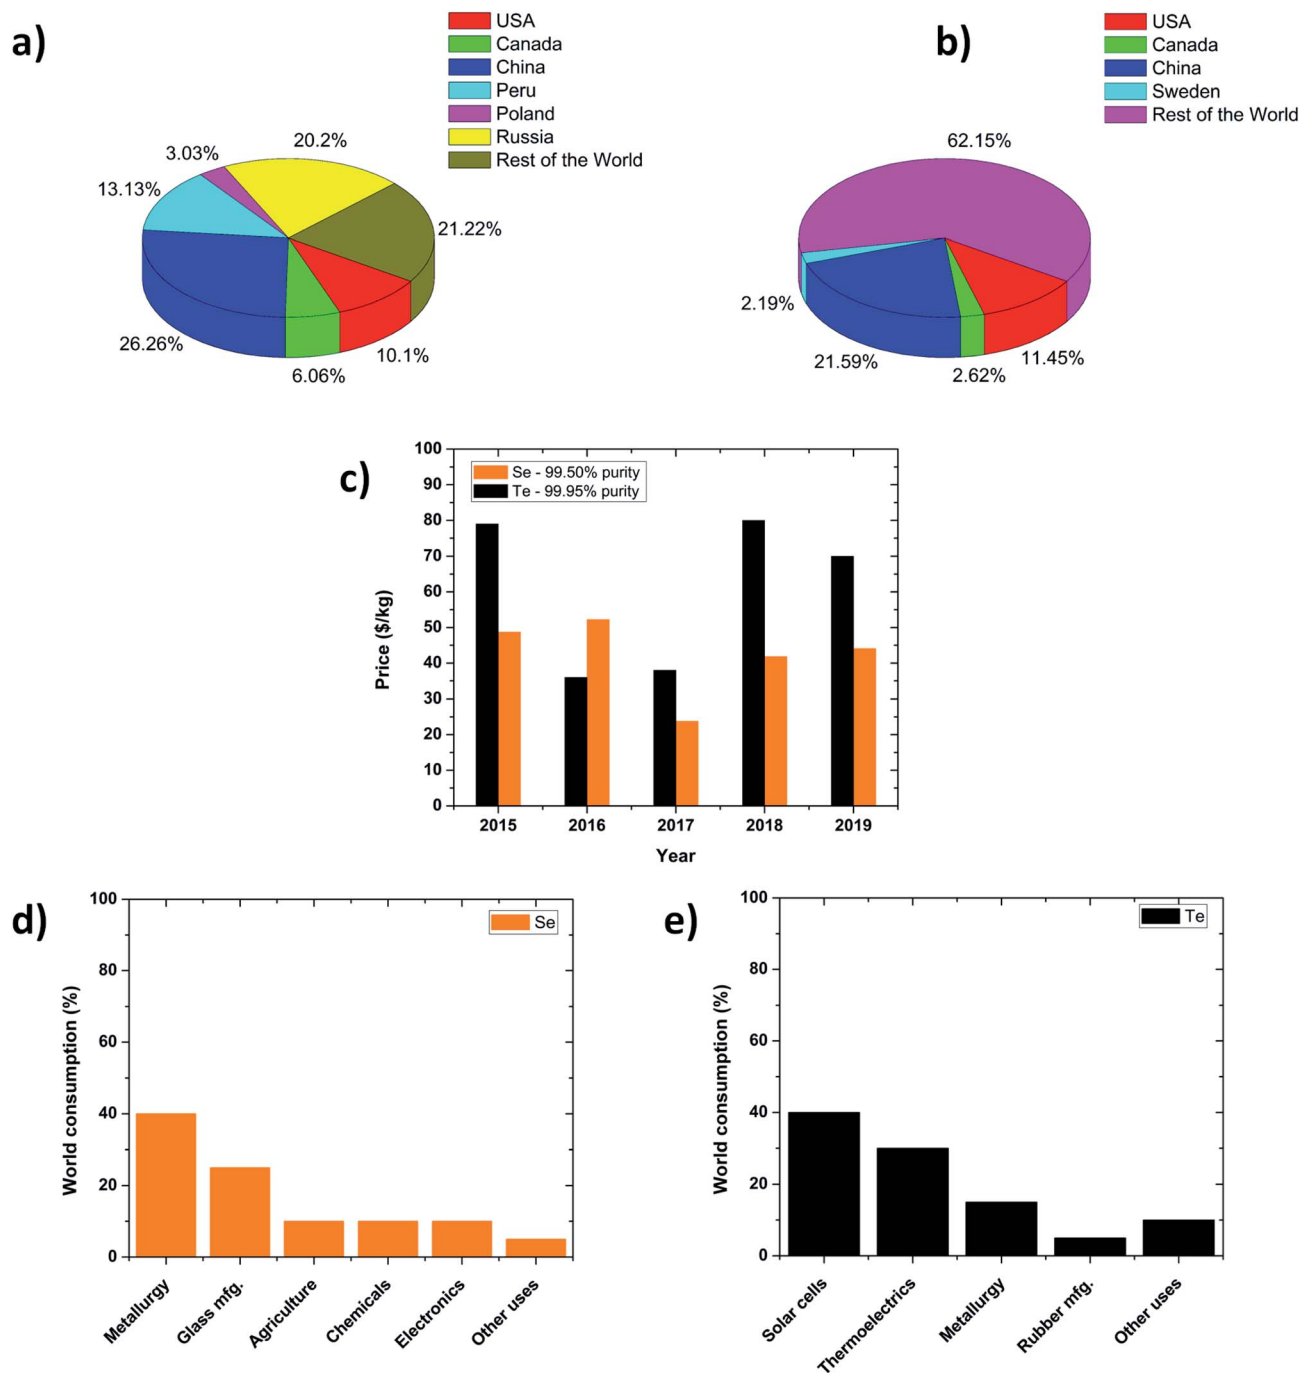 a)
USA
Canada
China
Peru
Poland
Russia
Rest of the World
20.2%
3.03%
13.13%
21.22%
26.26%
10.1%
6.06%
b)
USA
Canada
China
Sweden
Rest of the World
62.15%
2.19%
21.59%
11.45%
2.62%
c)
Se - 99.50% purity
Te - 99.95% purity
100
90
80
70
60
50
40
30
20
10
0
Price ($/kg)
2015 2016 2017 2018 2019
Year
d)
Se
100
80
60
40
20
0
World consumption (%)
Metallurgy
Glass mfg.
Agriculture
Chemicals
Electronics
Other uses
e)
Te
100
80
60
40
20
0
World consumption (%)
Solar cells
Thermoelectrics
Metallurgy
Rubber mfg.
Other uses